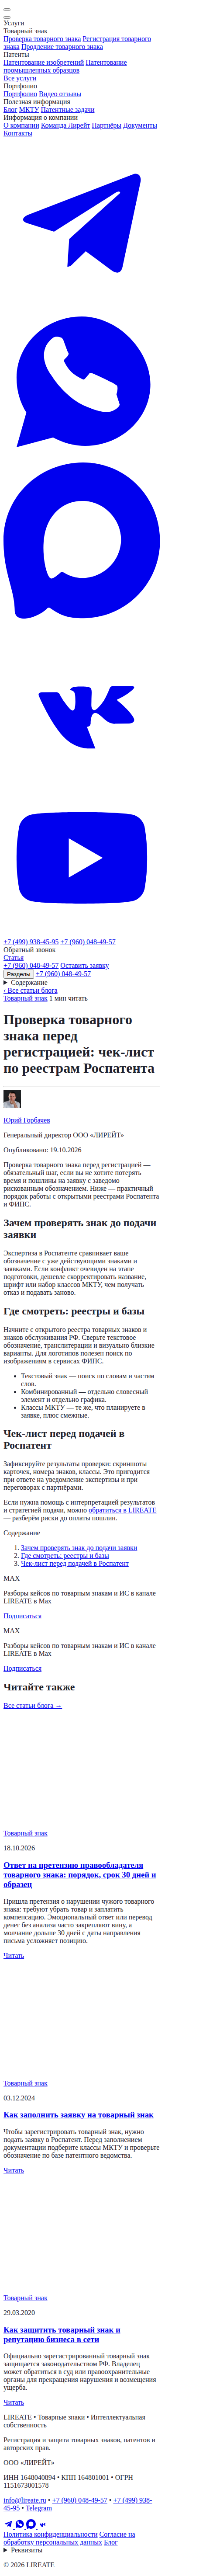 Услуги
Товарный знак
Проверка товарного знака Регистрация товарного
знака Продление товарного знака
Патенты
Патентование изобретений Патентование
промышленных образцов
Все услуги
Портфолио
Портфолио Видео отзывы
Полезная информация
Блог МКТУ Патентные задачи
Информация о компании
О компании Команда Лирейт Партнёры Документы
Контакты
+7 (499) 938-45-95 +7 (960) 048-49-57
Обратный звонок
Статья
+7 (960) 048-49-57 Оставить заявку
Разделы +7 (960) 048-49-57
Содержание
‹ Все статьи блога
Товарный знак 1 мин читать
Проверка товарного
знака перед
регистрацией: чек-лист
по реестрам Роспатента
Юрий Горбачев
Генеральный директор ООО «ЛИРЕЙТ»
Опубликовано: 19.10.2026
Проверка товарного знака перед регистрацией —
обязательный шаг, если вы не хотите потерять
время и пошлины на заявку с заведомо
рискованным обозначением. Ниже — практичный
порядок работы с открытыми реестрами Роспатента
и ФИПС.
Зачем проверять знак до подачи
заявки
Экспертиза в Роспатенте сравнивает ваше
обозначение с уже действующими знаками и
заявками. Если конфликт очевиден на этапе
подготовки, дешевле скорректировать название,
шрифт или набор классов МКТУ, чем получать
отказ и подавать заново.
Где смотреть: реестры и базы
Начните с открытого реестра товарных знаков и
знаков обслуживания РФ. Сверьте текстовое
обозначение, транслитерации и визуально близкие
варианты. Для логотипов полезен поиск по
изображениям в сервисах ФИПС.
• Текстовый знак — поиск по словам и частям
слов.
• Комбинированный — отдельно словесный
элемент и отдельно графика.
• Классы МКТУ — те же, что планируете в
заявке, плюс смежные.
Чек-лист перед подачей в
Роспатент
Зафиксируйте результаты проверки: скриншоты
карточек, номера знаков, классы. Это пригодится
при ответе на уведомление экспертизы и при
переговорах с партнёрами.
Если нужна помощь с интерпретацией результатов
и стратегией подачи, можно обратиться в LIREATE
— разберём риски до оплаты пошлин.
Содержание
1. Зачем проверять знак до подачи заявки
2. Где смотреть: реестры и базы
3. Чек-лист перед подачей в Роспатент
MAX
Разборы кейсов по товарным знакам и ИС в канале
LIREATE в Max
Подписаться
MAX
Разборы кейсов по товарным знакам и ИС в канале
LIREATE в Max
Подписаться
Читайте также
Все статьи блога →
Товарный знак
18.10.2026
Ответ на претензию правообладателя
товарного знака: порядок, срок 30 дней и
образец
Пришла претензия о нарушении чужого товарного
знака: требуют убрать товар и заплатить
компенсацию. Эмоциональный ответ или перевод
денег без анализа часто закрепляют вину, а
молчание дольше 30 дней с даты направления
письма усложняет позицию.
Читать
Товарный знак
03.12.2024
Как заполнить заявку на товарный знак
Чтобы зарегистрировать товарный знак, нужно
подать заявку в Роспатент. Перед заполнением
документации подберите классы МКТУ и проверьте
обозначение по базе патентного ведомства.
Читать
Товарный знак
29.03.2020
Как защитить товарный знак и
репутацию бизнеса в сети
Официально зарегистрированный товарный знак
защищается законодательством РФ. Владелец
может обратиться в суд или правоохранительные
органы для прекращения нарушения и возмещения
ущерба.
Читать
LIREATE • Товарные знаки • Интеллектуальная
собственность
Регистрация и защита товарных знаков, патентов и
авторских прав.
ООО «ЛИРЕЙТ»
ИНН 1648040894 • КПП 164801001 • ОГРН
1151673001578
info@lireate.ru • +7 (960) 048-49-57 • +7 (499) 938-
45-95 • Telegram
Политика конфиденциальности Согласие на
обработку персональных данных Блог
Реквизиты
© 2026 LIREATE